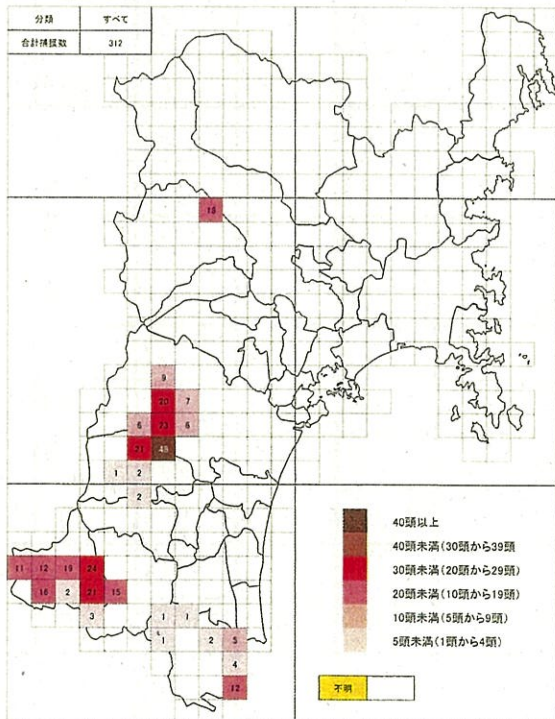 分類 すべて
合計捕獲数 312
18
9
20 7
6 23 6
21 48
1 2
2
11 12 19 24
16 2 21 15
3 1 1
1 2 5
4
12
40頭以上
40頭未満(30頭から39頭
30頭未満(20頭から29頭)
20頭未満(10頭から19頭)
10頭未満(5頭から9頭)
5頭未満(1頭から4頭)
不明